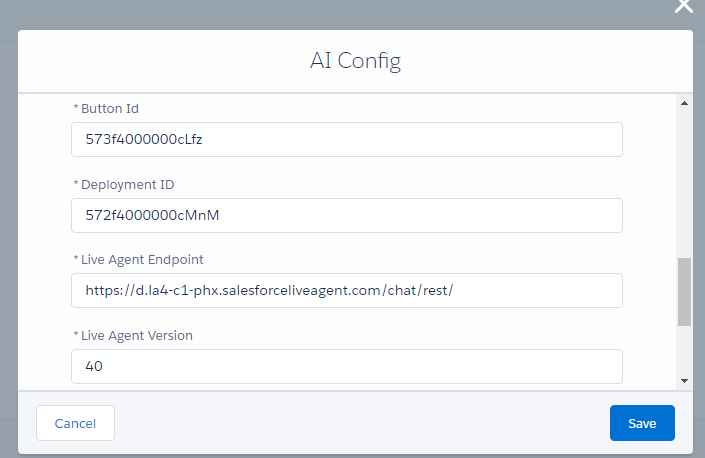 AI Config
* Button Id
573f4000000cLfz
* Deployment ID
572f4000000cMnM
* Live Agent Endpoint
https://d.la4-c1-phx.salesforceliveagent.com/chat/rest/
* Live Agent Version
40
Cancel
Save